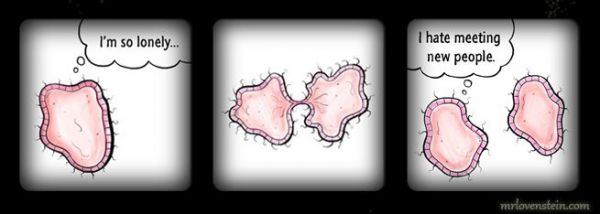 I'm so lonely...
I hate meeting
new people.
mrlovenstein.com